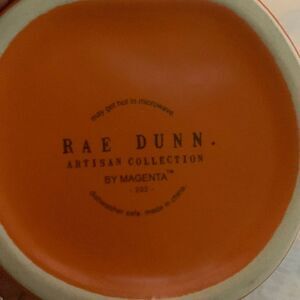 may get hot in microwave.
RAE DUNN.
ARTISAN COLLECTION
BY MAGENTA™
dishwasher safe. made in china.